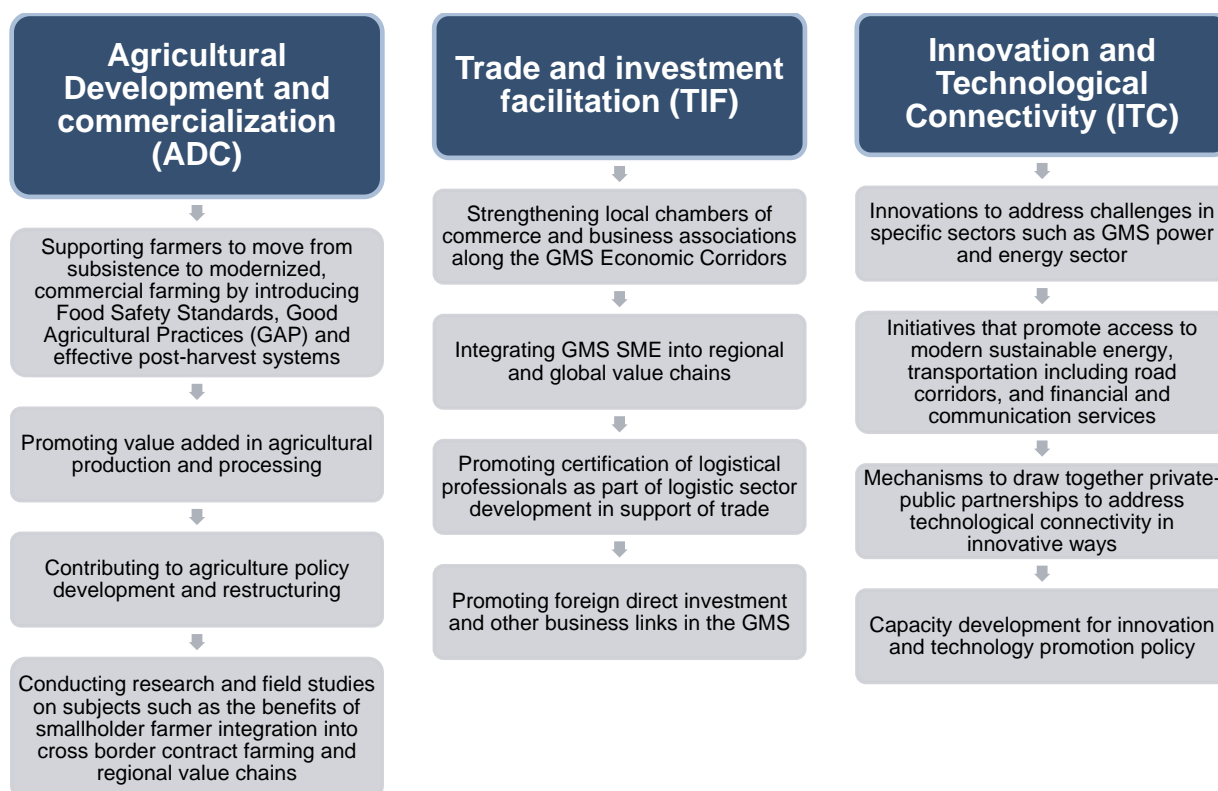 Agricultural
Development and
commercialization
(ADC)
Supporting farmers to move from
subsistence to modernized,
commercial farming by introducing
Food Safety Standards, Good
Agricultural Practices (GAP) and
effective post-harvest systems
Promoting value added in agricultural
production and processing
Contributing to agriculture policy
development and restructuring
Conducting research and field studies
on subjects such as the benefits of
smallholder farmer integration into
cross border contract farming and
regional value chains
Trade and investment
facilitation (TIF)
Strengthening local chambers of
commerce and business associations
along the GMS Economic Corridors
Integrating GMS SME into regional
and global value chains
Promoting certification of logistical
professionals as part of logistic sector
development in support of trade
Promoting foreign direct investment
and other business links in the GMS
Innovation and
Technological
Connectivity (ITC)
Innovations to address challenges in
specific sectors such as GMS power
and energy sector
Initiatives that promote access to
modern sustainable energy,
transportation including road
corridors, and financial and
communication services
Mechanisms to draw together private-
public partnerships to address
technological connectivity in
innovative ways
Capacity development for innovation
and technology promotion policy